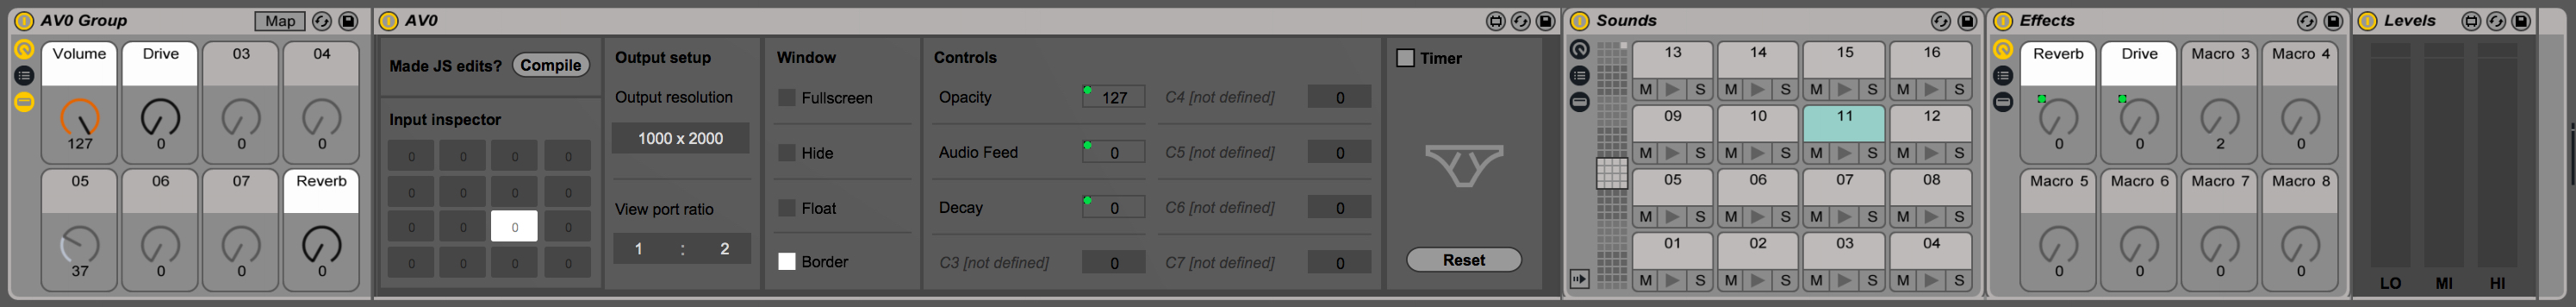 AV0 Group
Map
Volume Drive 03 04
127 0 0 0
05 06 07 Reverb
37 0 0 0
AV0
Made JS edits? Compile
Input inspector
0 0 0 0
0 0 0 0
0 0 0 0
0 0 0 0
Output setup
Output resolution
1000 x 2000
View port ratio
1 : 2
Window
Fullscreen
Hide
Float
Border
Controls
Opacity 127 C4 [not defined] 0
Audio Feed 0 C5 [not defined] 0
Decay 0 C6 [not defined] 0
C3 [not defined] 0 C7 [not defined] 0
Timer
Reset
Sounds
13 14 15 16
M S M S M S M S
09 10 11 12
M S M S M S M S
05 06 07 08
M S M S M S M S
01 02 03 04
M S M S M S M S
Effects
Reverb Drive Macro 3 Macro 4
0 0 2 0
Macro 5 Macro 6 Macro 7 Macro 8
0 0 0 0
Levels
LO MI HI